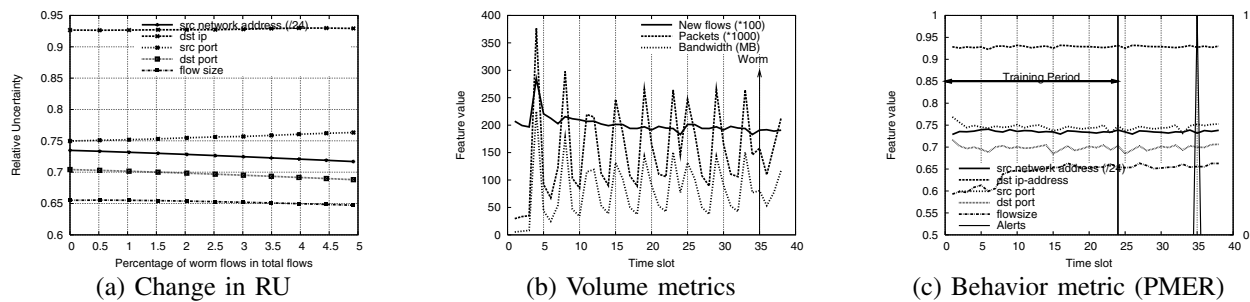 0.95
0.9
0.85
0.8
0.75
0.7
0.65
0.6
Relative Uncertainty
src network address (/24)
dst ip
src port
dst port
flow size
0 0.5 1 1.5 2 2.5 3 3.5 4 4.5 5
Percentage of worm flows in total flows
(a) Change in RU
400
350
300
250
200
150
100
50
0
Feature value
New flows (*100)
Packets (*1000)
Bandwidth (MB)
Worm
0 5 10 15 20 25 30 35 40
Time slot
(b) Volume metrics
1
0.95
0.9
0.85
0.8
0.75
0.7
0.65
0.6
0.55
0.5
Feature value
Training Period
src network address (/24)
dst ip-address
src port
dst port
flowsize
Alerts
0 5 10 15 20 25 30 35 40
1
0
Time slot
(c) Behavior metric (PMER)